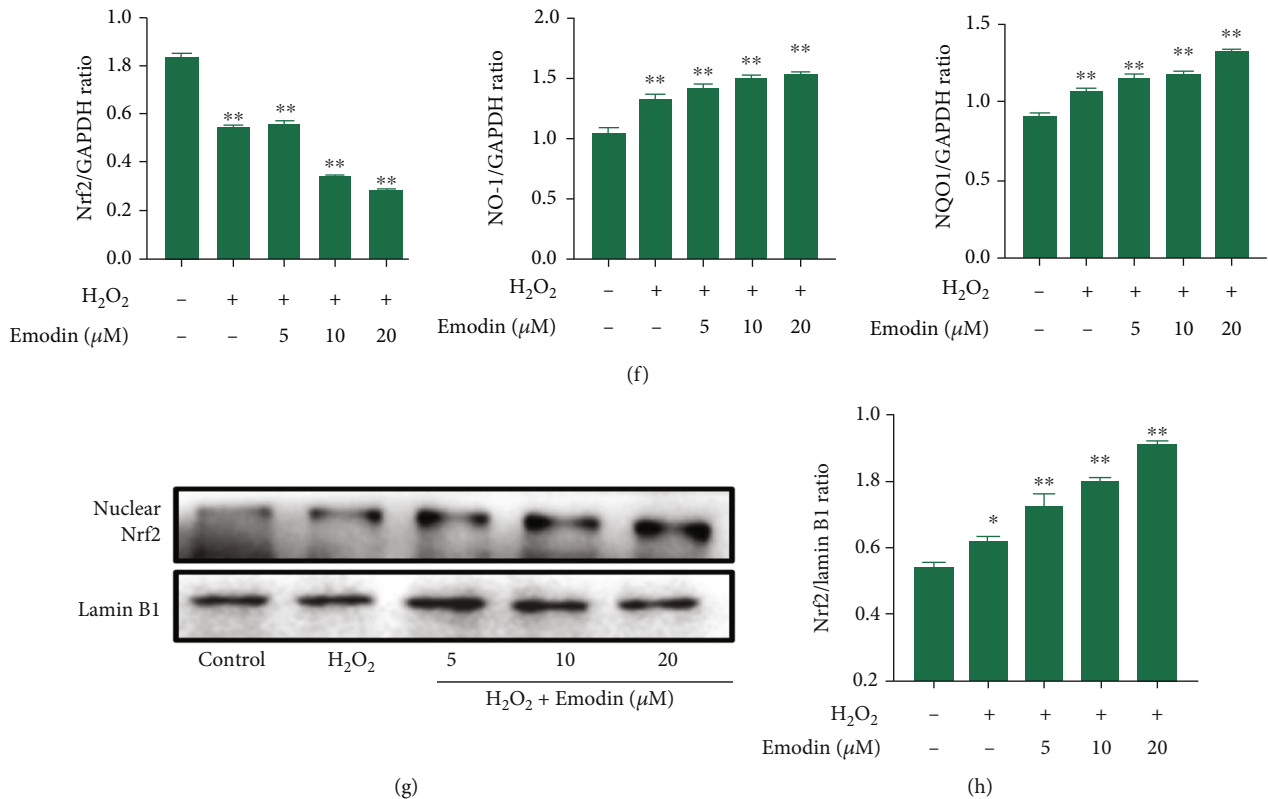 1.0
1.8
0.6
0.4
0.2
0.0
Nrf2/GAPDH ratio
** ** ** **
H₂O₂ – + + + +
Emodin (μM) – – 5 10 20
2.0
1.5
1.0
0.5
0.0
NO-1/GAPDH ratio
** ** ** **
H₂O₂ – + + + +
Emodin (μM) – – 5 10 20
1.5
1.0
0.5
0.0
NQO1/GAPDH ratio
** ** ** **
H₂O₂ – + + + +
Emodin (μM) – – 5 10 20
(f)
Nuclear
Nrf2
Lamin B1
Control H₂O₂ 5 10 20
H₂O₂ + Emodin (μM)
(g)
1.0
1.8
0.6
0.4
0.2
Nrf2/lamin B1 ratio
* ** ** **
H₂O₂ – + + + +
Emodin (μM) – – 5 10 20
(h)